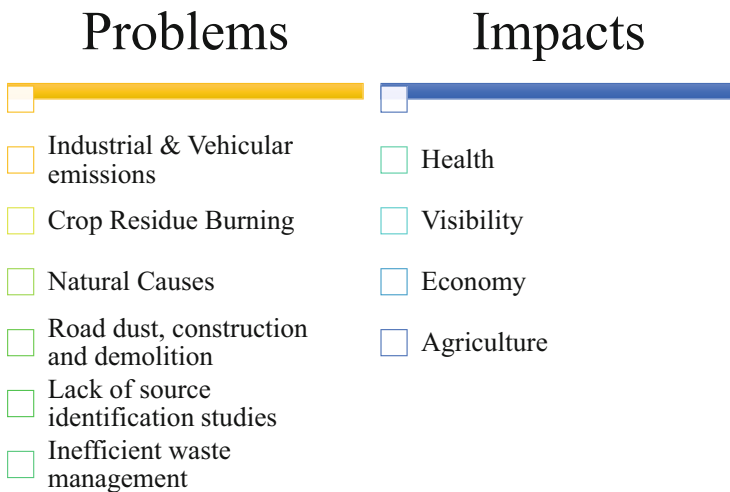 Problems
Industrial & Vehicular
emissions
Crop Residue Burning
Natural Causes
Road dust, construction
and demolition
Lack of source
identification studies
Inefficient waste
management
Impacts
Health
Visibility
Economy
Agriculture